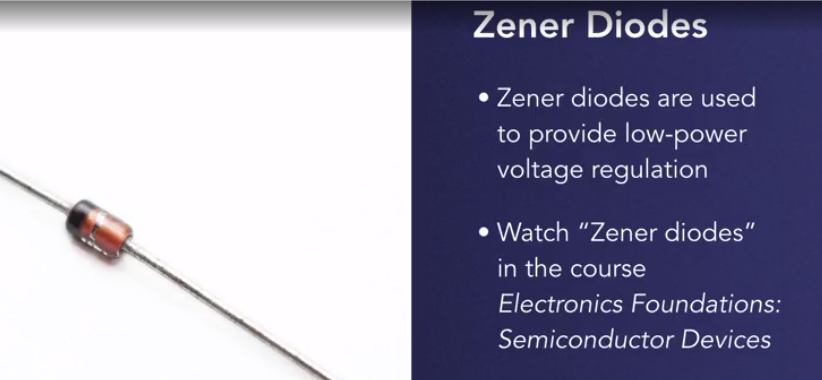 Zener Diodes
• Zener diodes are used
to provide low-power
voltage regulation
• Watch “Zener diodes”
in the course
Electronics Foundations:
Semiconductor Devices